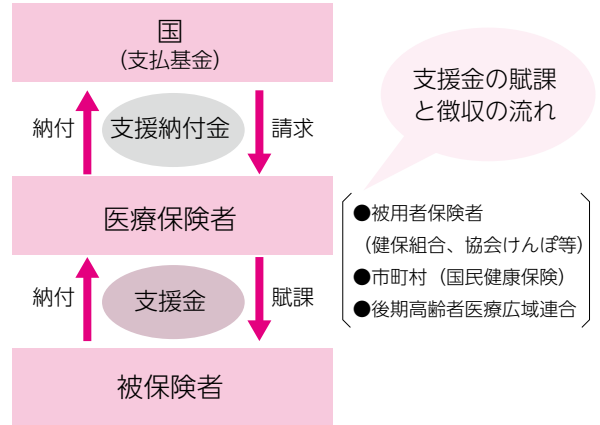 国
(支払基金)
支援金の賦課
と徴収の流れ
納付
支援納付金
請求
医療保険者
●被用者保険者
(健保組合、協会けんぽ等)
●市町村（国民健康保険）
●後期高齢者医療広域連合
納付
支援金
賦課
被保険者